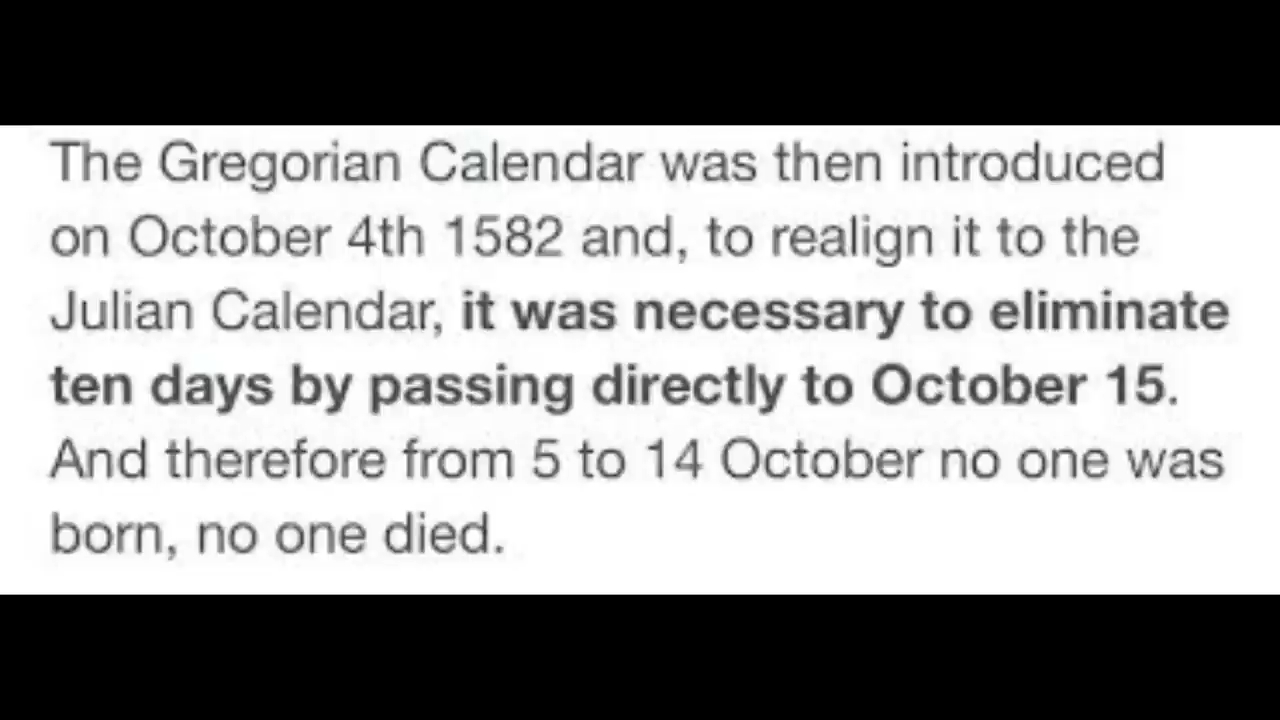 The Gregorian Calendar was then introduced
on October 4th 1582 and, to realign it to the
Julian Calendar, it was necessary to eliminate
ten days by passing directly to October 15.
And therefore from 5 to 14 October no one was
born, no one died.